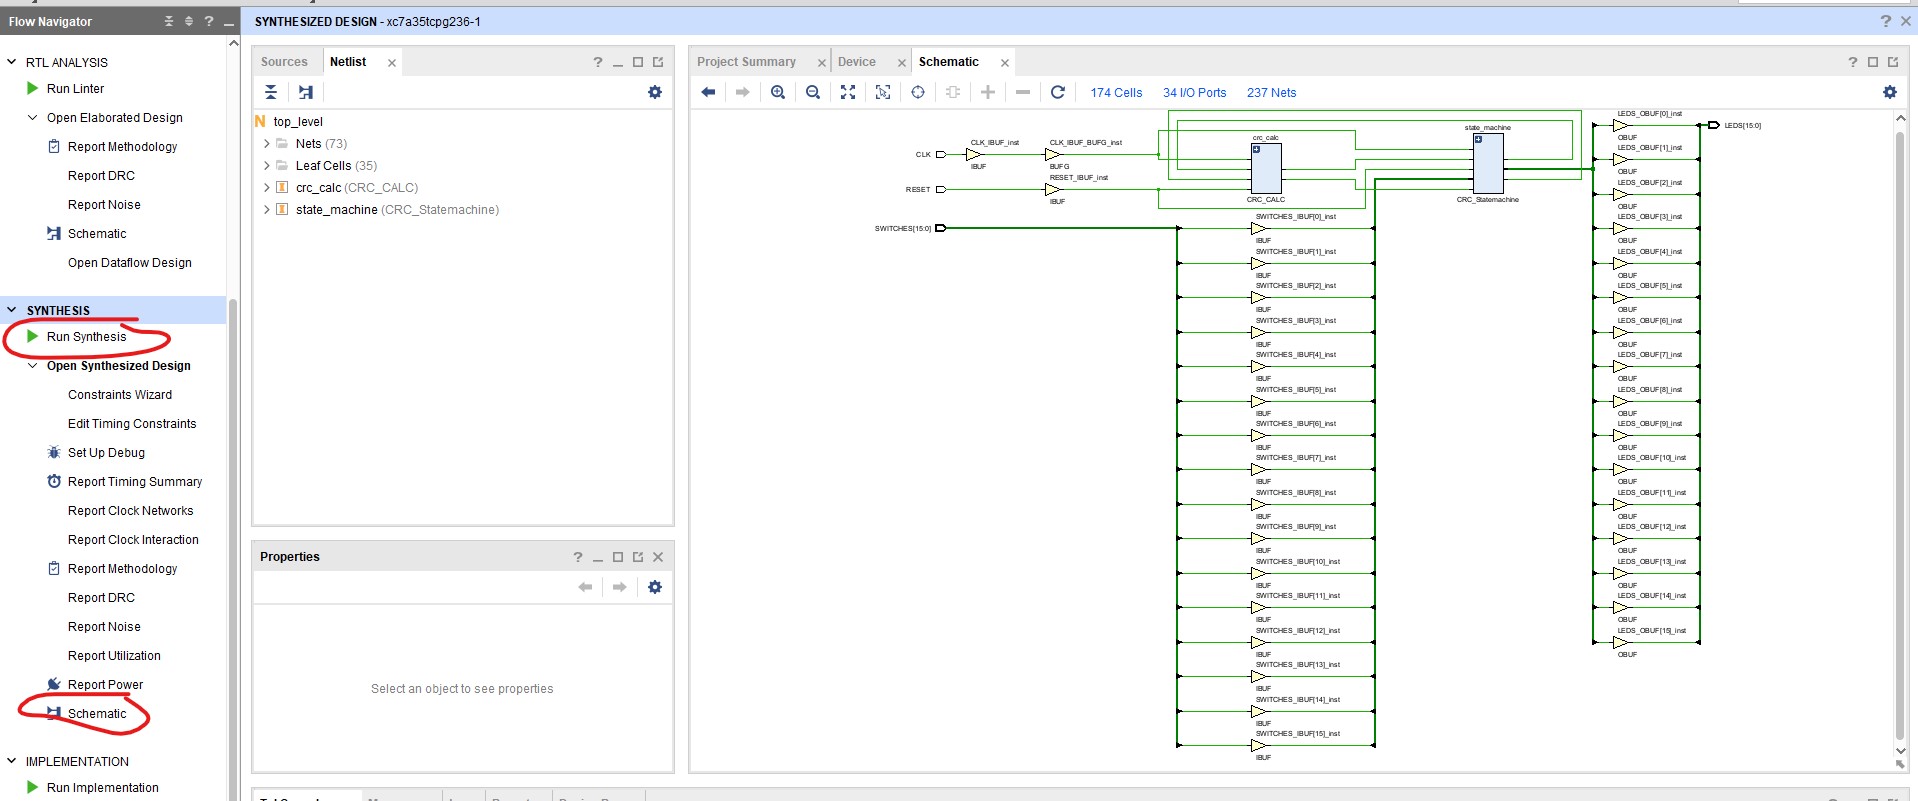 Flow Navigator
SYNTHESIZED DESIGN - xc7a35tcpg236-1
RTL ANALYSIS
Run Linter
Open Elaborated Design
Report Methodology
Report DRC
Report Noise
Schematic
Open Dataflow Design
SYNTHESIS
Run Synthesis
Open Synthesized Design
Constraints Wizard
Edit Timing Constraints
Set Up Debug
Report Timing Summary
Report Clock Networks
Report Clock Interaction
Report Methodology
Report DRC
Report Noise
Report Utilization
Report Power
Schematic
IMPLEMENTATION
Run Implementation
Sources Netlist
N top_level
Nets (73)
Leaf Cells (35)
crc_calc (CRC_CALC)
state_machine (CRC_Statemachine)
Properties
Select an object to see properties
Project Summary Device Schematic
174 Cells 34 I/O Ports 237 Nets
CLK
CLK_IBUF_inst
IBUF
CLK_IBUF_BUFG_inst
BUFG
RESET
RESET_IBUF_inst
IBUF
crc_calc
CRC_CALC
state_machine
CRC_Statemachine
SWITCHES[15:0]
SWITCHES_IBUF[0]_inst
IBUF
SWITCHES_IBUF[1]_inst
IBUF
SWITCHES_IBUF[2]_inst
IBUF
SWITCHES_IBUF[3]_inst
IBUF
SWITCHES_IBUF[4]_inst
IBUF
SWITCHES_IBUF[5]_inst
IBUF
SWITCHES_IBUF[6]_inst
IBUF
SWITCHES_IBUF[7]_inst
IBUF
SWITCHES_IBUF[8]_inst
IBUF
SWITCHES_IBUF[9]_inst
IBUF
SWITCHES_IBUF[10]_inst
IBUF
SWITCHES_IBUF[11]_inst
IBUF
SWITCHES_IBUF[12]_inst
IBUF
SWITCHES_IBUF[13]_inst
IBUF
SWITCHES_IBUF[14]_inst
IBUF
SWITCHES_IBUF[15]_inst
IBUF
LEDS_OBUF[0]_inst
OBUF
LEDS_OBUF[1]_inst
OBUF
LEDS_OBUF[2]_inst
OBUF
LEDS_OBUF[3]_inst
OBUF
LEDS_OBUF[4]_inst
OBUF
LEDS_OBUF[5]_inst
OBUF
LEDS_OBUF[6]_inst
OBUF
LEDS_OBUF[7]_inst
OBUF
LEDS_OBUF[8]_inst
OBUF
LEDS_OBUF[9]_inst
OBUF
LEDS_OBUF[10]_inst
OBUF
LEDS_OBUF[11]_inst
OBUF
LEDS_OBUF[12]_inst
OBUF
LEDS_OBUF[13]_inst
OBUF
LEDS_OBUF[14]_inst
OBUF
LEDS_OBUF[15]_inst
OBUF
LEDS[15:0]